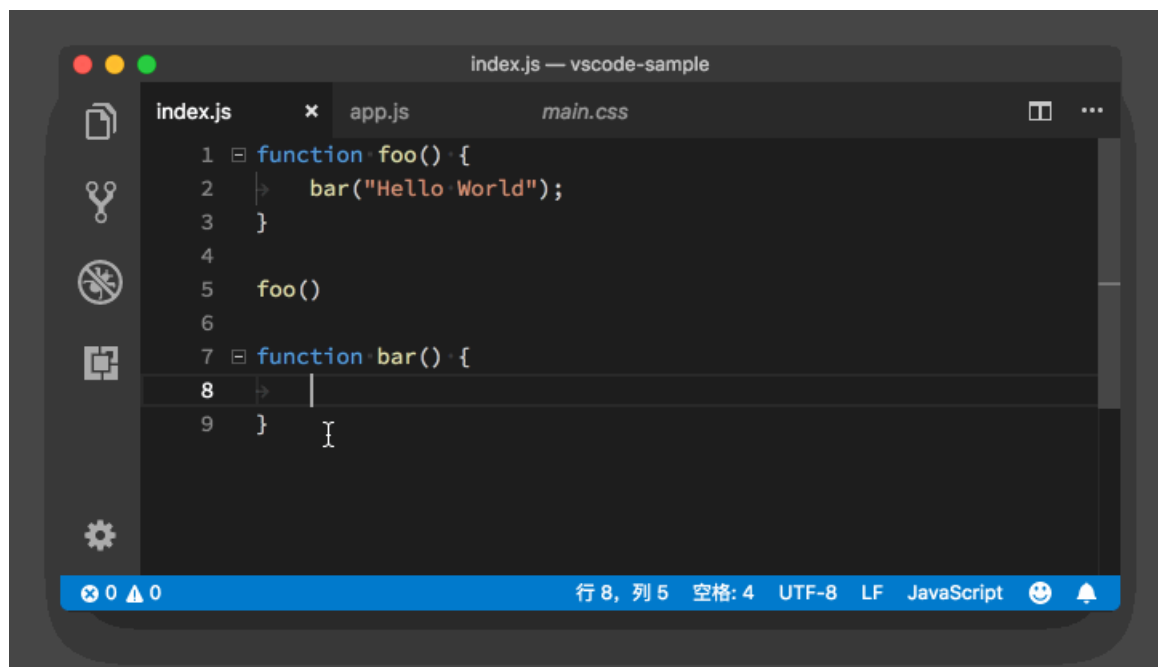 index.js — vscode-sample
index.js × app.js main.css ...
1 function foo() {
2 bar("Hello World");
3 }
4
5 foo()
6
7 function bar() {
8
9 }
0 0 行 8，列 5 空格: 4 UTF-8 LF JavaScript